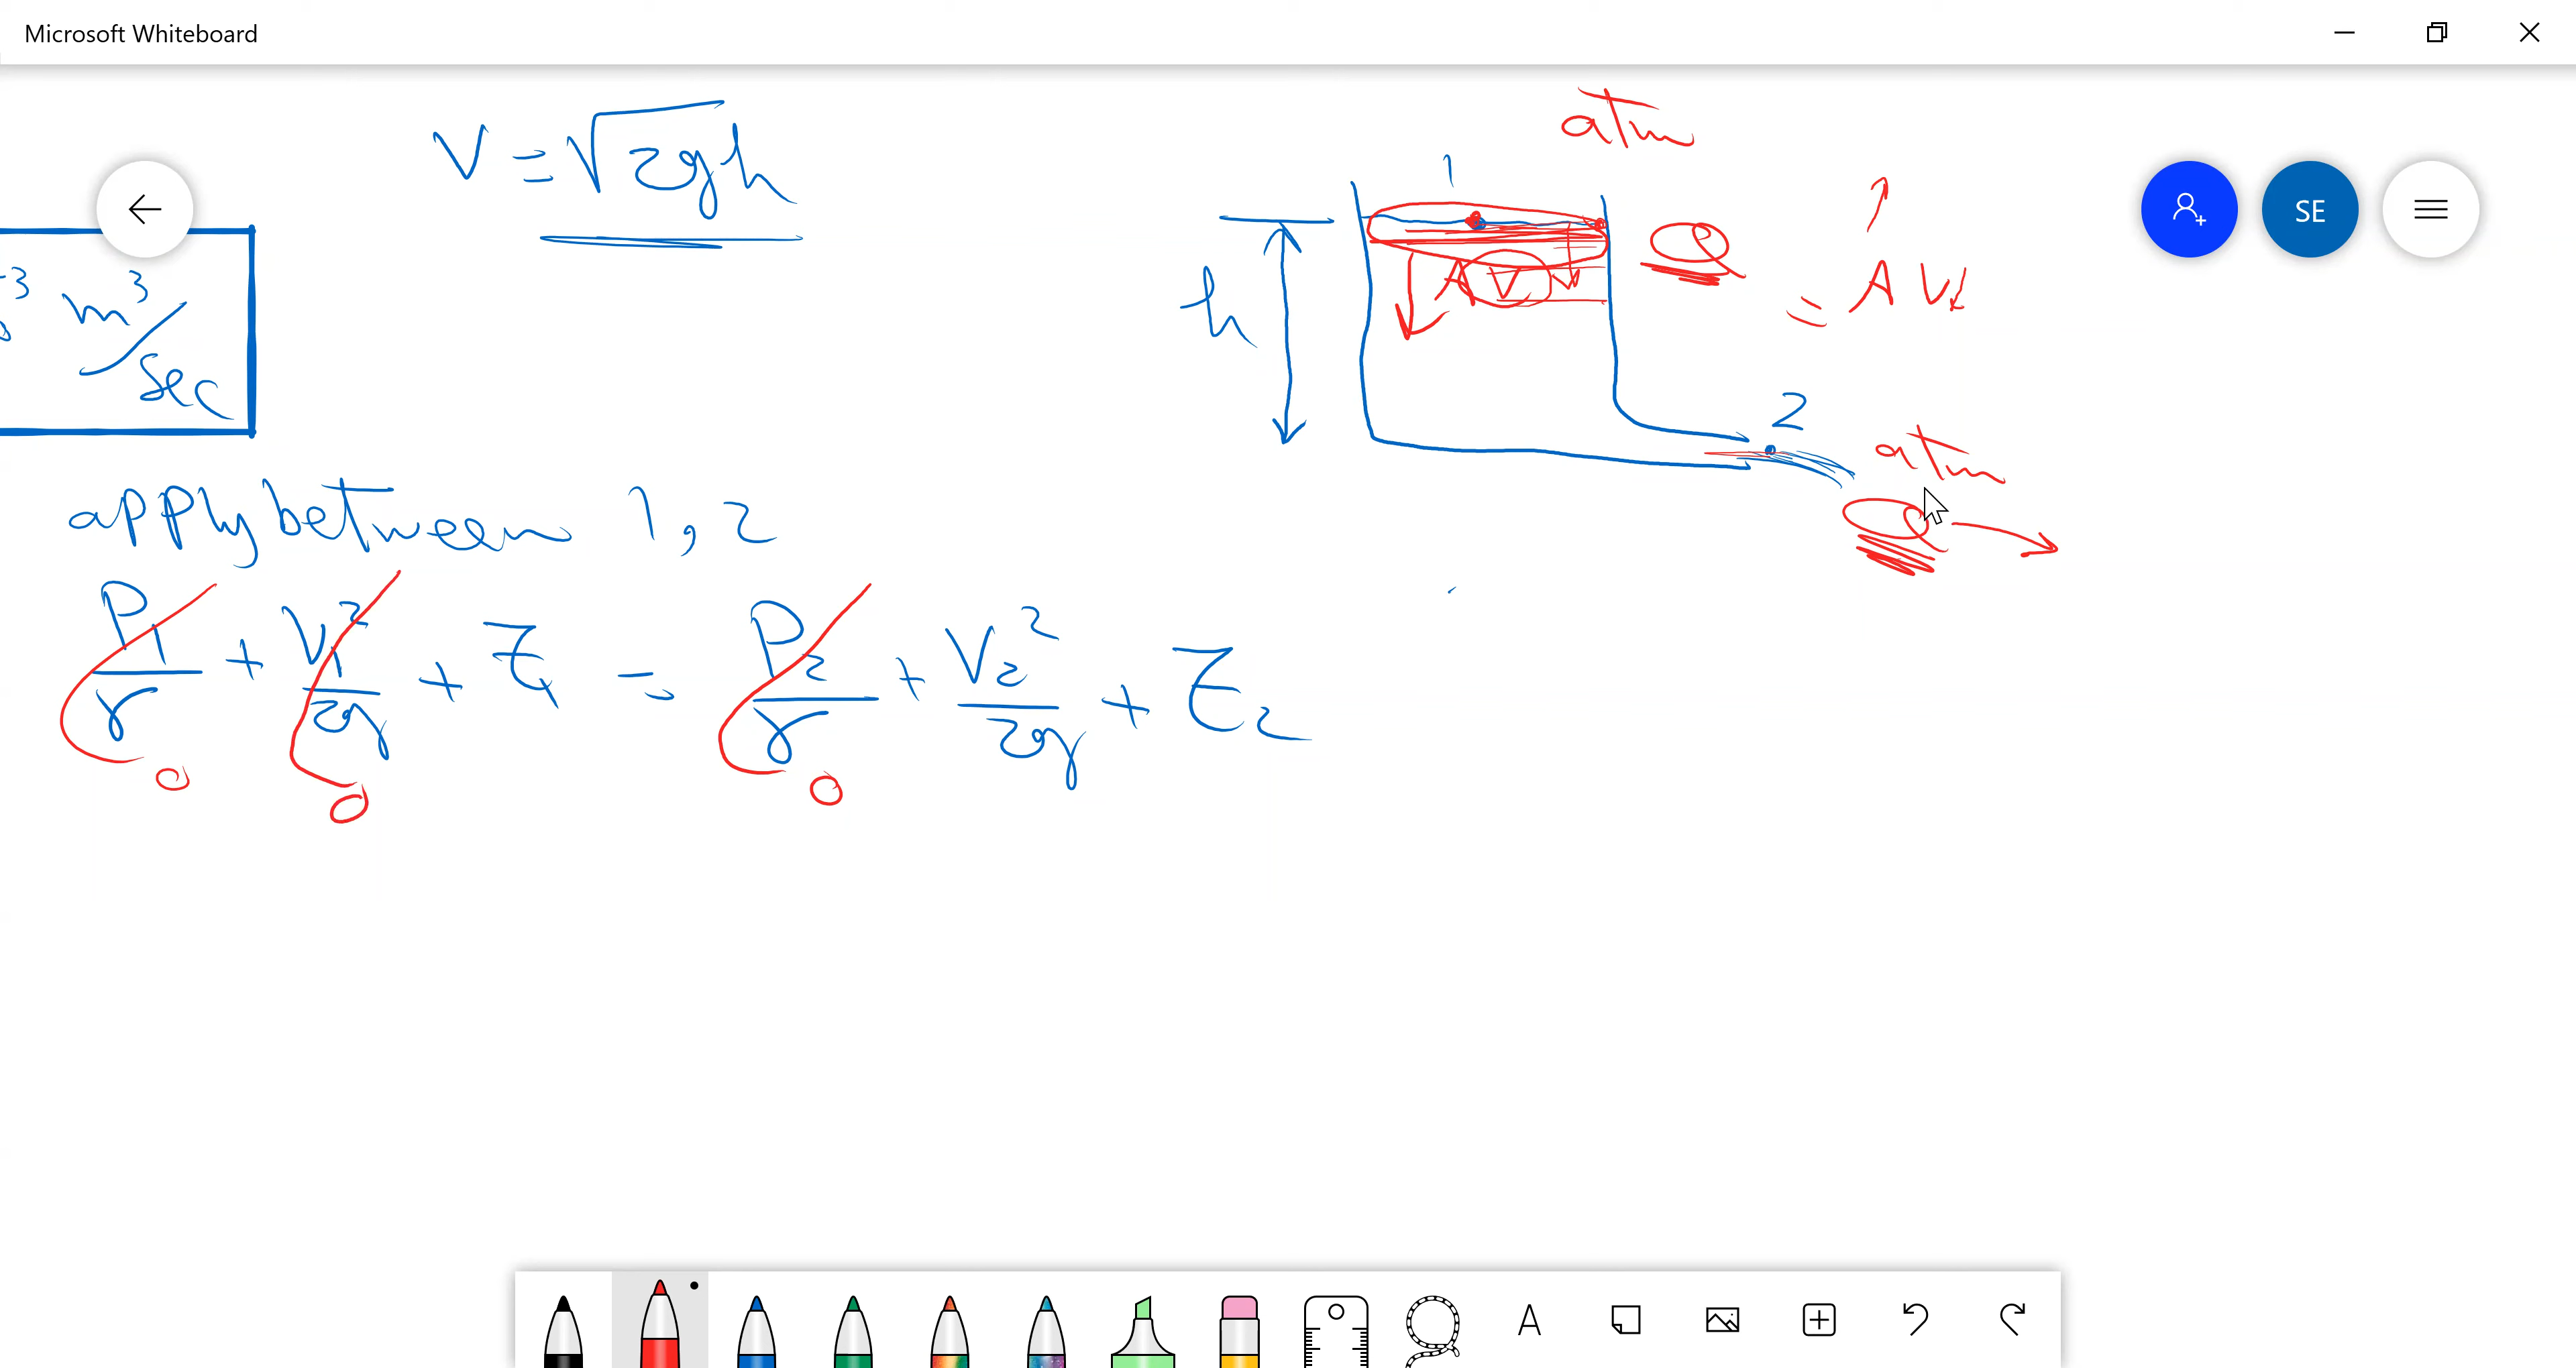 Microsoft Whiteboard
V = √2gh
atm
1
SE
Q
= A V↓
h
A V
m³/sec
2
atm
Q
apply between 1, 2
P₁/γ + V₁²/2g + Z₁ = P₂/γ + V₂²/2g + Z₂
0 0 0
A